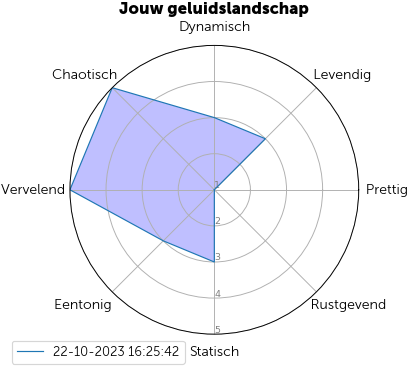 Jouw geluidslandschap
Dynamisch
Chaotisch
Levendig
Vervelend
Prettig
1
2
3
4
5
Eentonig
Rustgevend
22-10-2023 16:25:42
Statisch